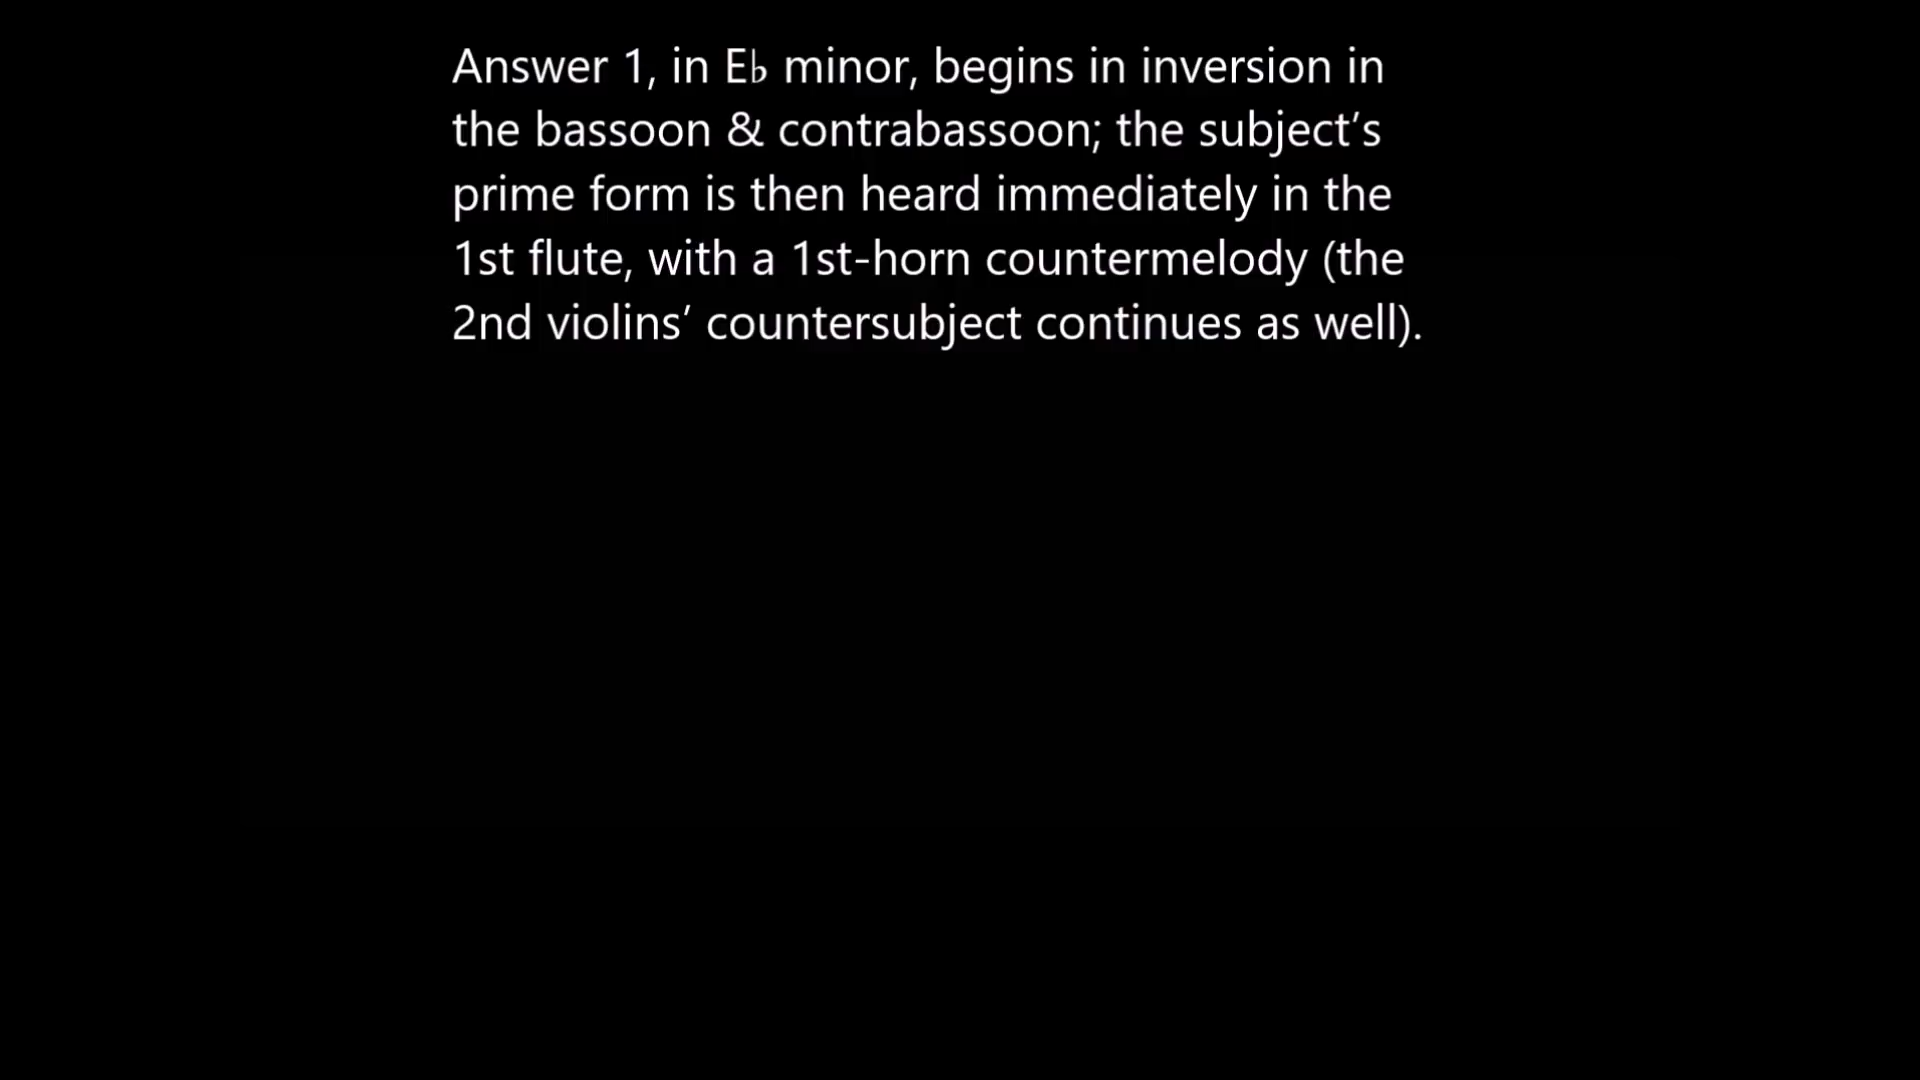 Answer 1, in E♭ minor, begins in inversion in
the bassoon & contrabassoon; the subject’s
prime form is then heard immediately in the
1st flute, with a 1st-horn countermelody (the
2nd violins’ countersubject continues as well).